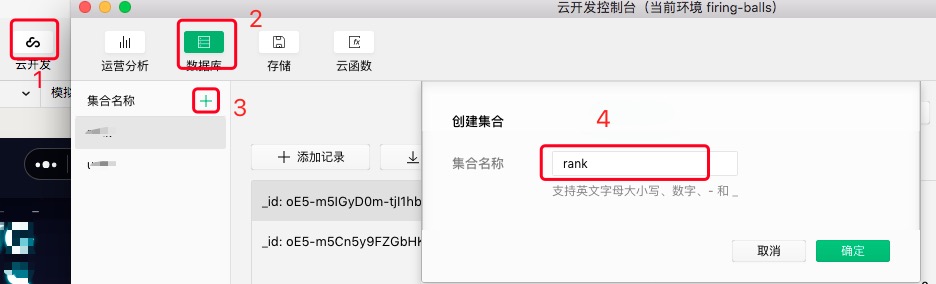 云开发控制台（当前环境 firing-balls）
云开发
1
2
运营分析
数据库
存储
fx
云函数
模拟
集合名称
3
添加记录
_id: oE5-m5IGyD0m-tjI1hb
_id: oE5-m5Cn5y9FZGbHK
创建集合
4
集合名称
rank
支持英文字母大小写、数字、- 和 _
取消
确定